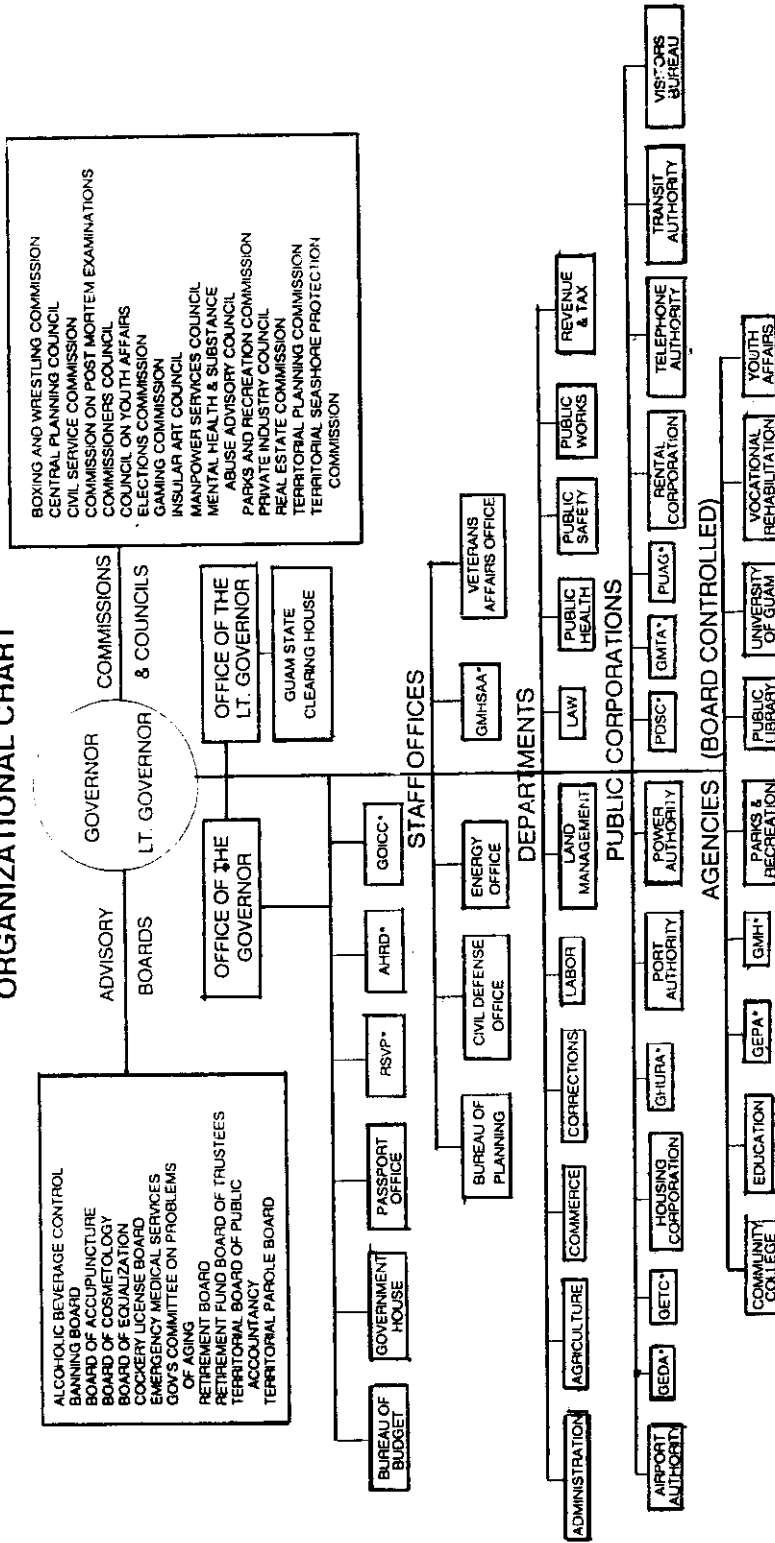 ORGANIZATIONAL CHART
GOVERNOR
LT. GOVERNOR
ADVISORY
BOARDS
COMMISSIONS
& COUNCILS
ALCOHOLIC BEVERAGE CONTROL
BANNING BOARD
BOARD OF ACCUPUNCTURE
BOARD OF COSMETOLOGY
BOARD OF EQUALIZATION
COCKERY LICENSE BOARD
EMERGENCY MEDICAL SERVICES
GOV'S COMMITTEE ON PROBLEMS
OF AGING
RETIREMENT BOARD
RETIREMENT FUND BOARD OF TRUSTEES
TERRITORIAL BOARD OF PUBLIC
ACCOUNTANCY
TERRITORIAL PAROLE BOARD
BOXING AND WRESTLING COMMISSION
CENTRAL PLANNING COUNCIL
CIVIL SERVICE COMMISSION
COMMISSION ON POST MORTEM EXAMINATIONS
COMMISSIONERS COUNCIL
COUNCIL ON YOUTH AFFAIRS
ELECTIONS COMMISSION
GAMING COMMISSION
INSULAR ART COUNCIL
MANPOWER SERVICES COUNCIL
MENTAL HEALTH & SUBSTANCE
ABUSE ADVISORY COUNCIL
PARKS AND RECREATION COMMISSION
PRIVATE INDUSTRY COUNCIL
REAL ESTATE COMMISSION
TERRITORIAL PLANNING COMMISSION
TERRITORIAL SEASHORE PROTECTION
COMMISSION
OFFICE OF THE
GOVERNOR
OFFICE OF THE
LT. GOVERNOR
GUAM STATE
CLEARING HOUSE
BUREAU OF
BUDGET
GOVERNMENT
HOUSE
PASSPORT
OFFICE
RSVP*
AHRD*
GOICC*
STAFF OFFICES
BUREAU OF
PLANNING
CIVIL DEFENSE
OFFICE
ENERGY
OFFICE
GMHSAA*
VETERANS
AFFAIRS OFFICE
DEPARTMENTS
ADMINISTRATION
AGRICULTURE
COMMERCE
CORRECTIONS
LABOR
LAND
MANAGEMENT
LAW
PUBLIC
HEALTH
PUBLIC
SAFETY
PUBLIC
WORKS
REVENUE
& TAX
PUBLIC CORPORATIONS
AIRPORT
AUTHORITY
GEDA*
GETC*
HOUSING
CORPORATION
GHURA*
PORT
AUTHORITY
POWER
AUTHORITY
PDSC*
GMTA*
PUAG*
RENTAL
CORPORATION
TELEPHONE
AUTHORITY
TRANSIT
AUTHORITY
VISITORS
BUREAU
AGENCIES (BOARD CONTROLLED)
COMMUNITY
COLLEGE
EDUCATION
GEPA*
GMH*
PARKS &
RECREATION
PUBLIC
LIBRARY
UNIVERSITY
OF GUAM
VOCATIONAL
REHABILITATION
YOUTH
AFFAIRS